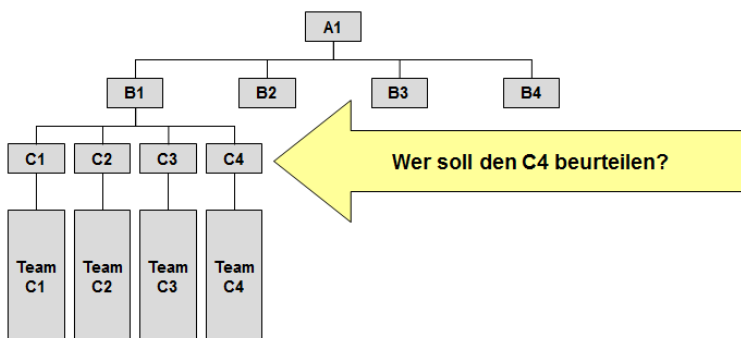 A1
B1
B2
B3
B4
C1
C2
C3
C4
Wer soll den C4 beurteilen?
Team
C1
Team
C2
Team
C3
Team
C4